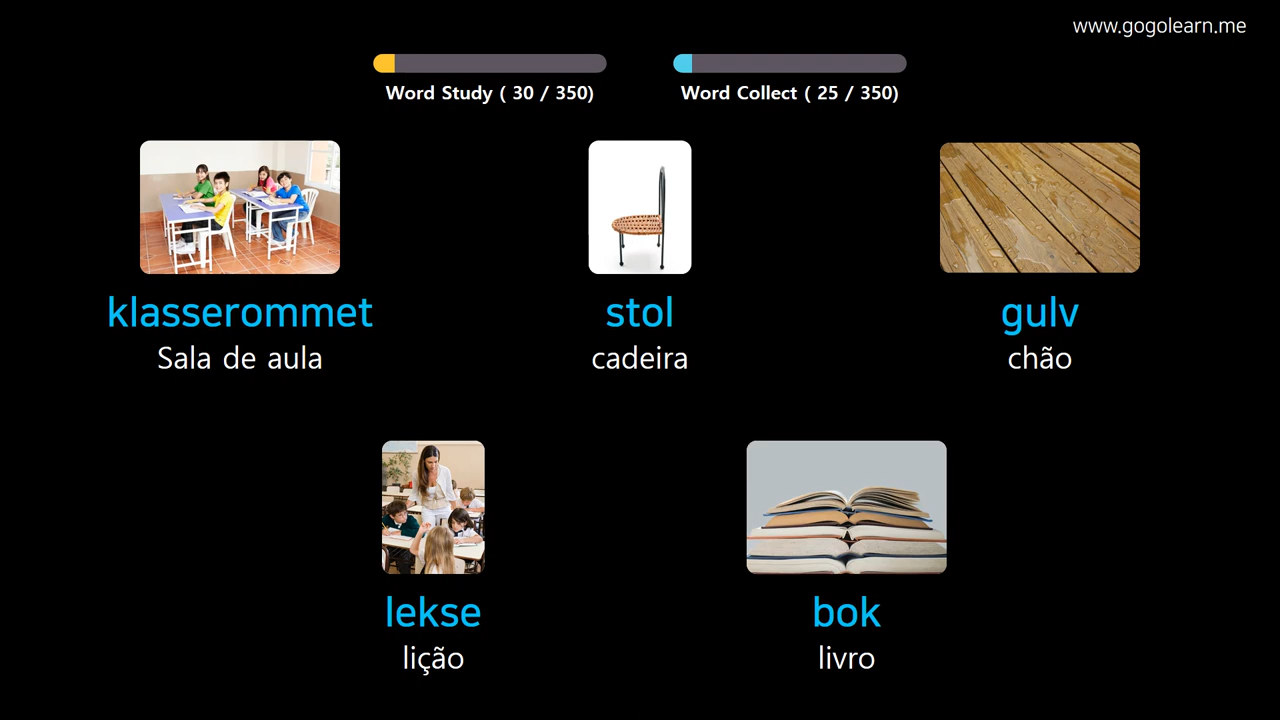 www.gogolearn.me
Word Study ( 30 / 350)
Word Collect ( 25 / 350)
klasserommet
Sala de aula
stol
cadeira
gulv
chão
lekse
lição
bok
livro